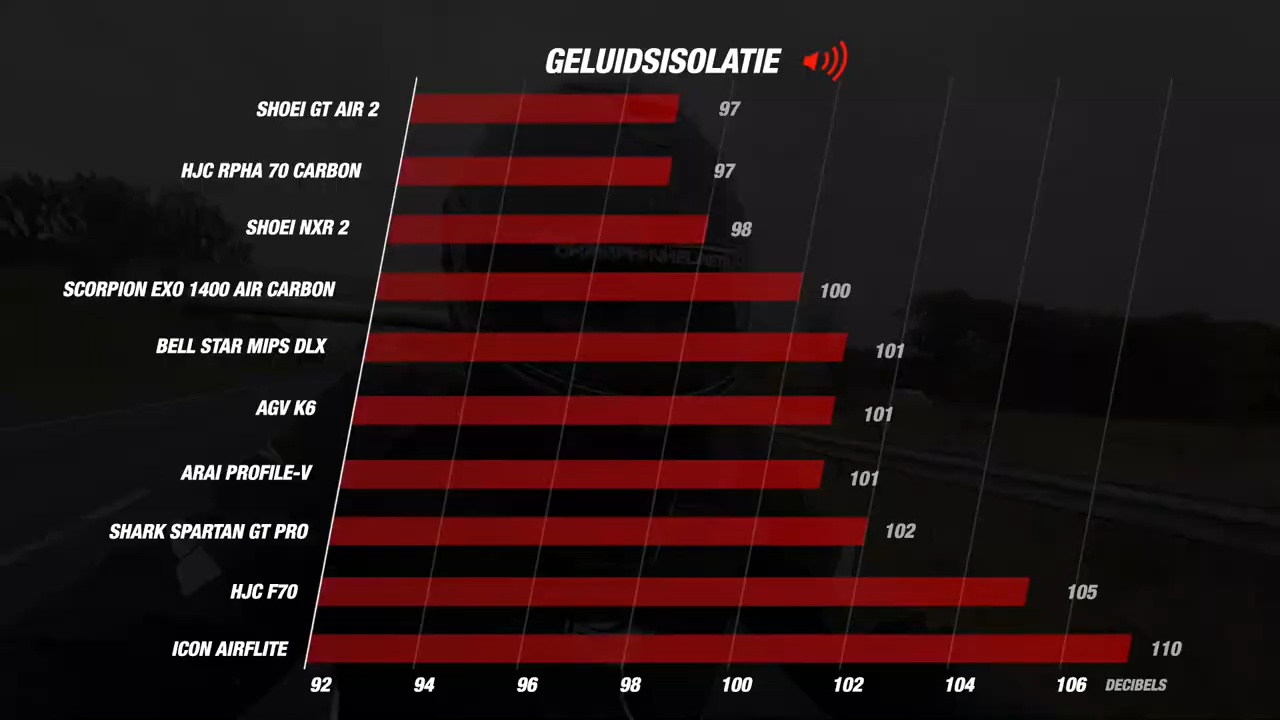 GELUIDSISOLATIE
SHOEI GT AIR 2 97
HJC RPHA 70 CARBON 97
SHOEI NXR 2 98
SCORPION EXO 1400 AIR CARBON 100
BELL STAR MIPS DLX 101
AGV K6 101
ARAI PROFILE-V 101
SHARK SPARTAN GT PRO 102
HJC F70 105
ICON AIRFLITE 110
92 94 96 98 100 102 104 106 DECIBELS